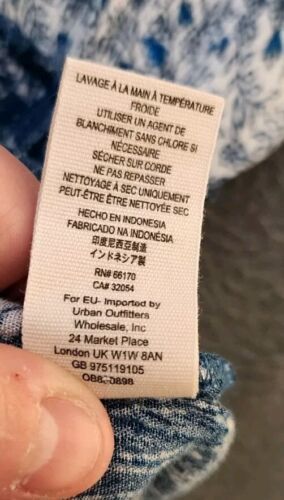 LAVAGE À LA MAIN À TEMPÉRATURE
FROIDE
UTILISER UN AGENT DE
BLANCHIMENT SANS CHLORE SI
NÉCESSAIRE
SÉCHER SUR CORDE
NE PAS REPASSER
NETTOYAGE À SEC UNIQUEMENT
PEUT-ÊTRE ÊTRE NETTOYÉE SEC
HECHO EN INDONESIA
FABRICADO NA INDONÉSIA
印度尼西亞製造
インドネシア製
RN# 66170
CA# 32054
For EU- Imported by
Urban Outfitters
Wholesale, Inc
24 Market Place
London UK W1W 8AN
GB 975119105